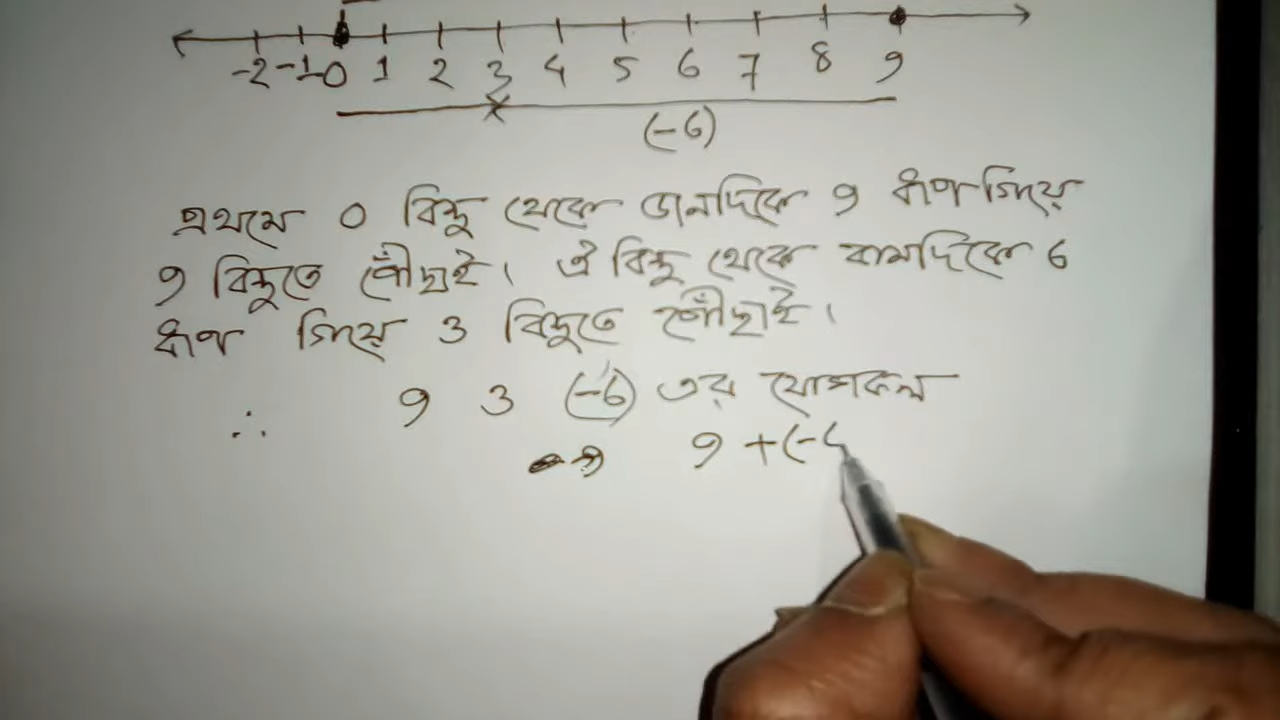 -2 -1 0 1 2 3 4 5 6 7 8 9
(-6)
প্রথমে 0 বিন্দু থেকে ডানদিকে 9 ধাপ গিয়ে
9 বিন্দুতে পৌঁছাই। ঐ বিন্দু থেকে বামদিকে 6
ধাপ গিয়ে 3 বিন্দুতে পৌঁছাই।
∴ 9 ও (-6) এর যোগফল
9 + (-6